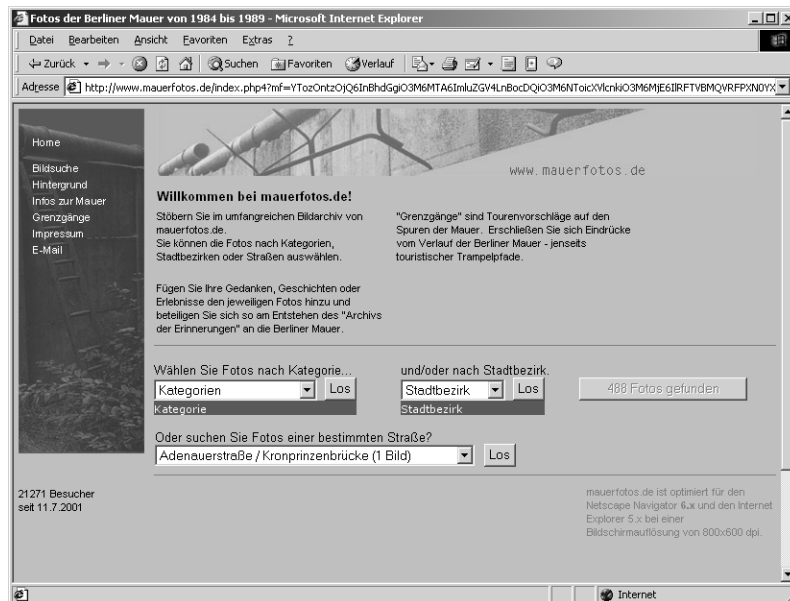 Fotos der Berliner Mauer von 1984 bis 1989 - Microsoft Internet Explorer
Datei Bearbeiten Ansicht Favoriten Extras ?
Zurück Suchen Favoriten Verlauf
Adresse http://www.mauerfotos.de/index.php4?mf=
Home
Bildsuche
Hintergrund
Infos zur Mauer
Grenzgänge
Impressum
E-Mail
www.mauerfotos.de
Willkommen bei mauerfotos.de!
Stöbern Sie im umfangreichen Bildarchiv von
mauerfotos.de.
Sie können die Fotos nach Kategorien,
Stadtbezirken oder Straßen auswählen.
Fügen Sie Ihre Gedanken, Geschichten oder
Erlebnisse den jeweiligen Fotos hinzu und
beteiligen Sie sich so am Entstehen des "Archivs
der Erinnerungen" an die Berliner Mauer.
"Grenzgänge" sind Tourenvorschläge auf den
Spuren der Mauer. Erschließen Sie sich Eindrücke
vom Verlauf der Berliner Mauer - jenseits
touristischer Trampelpfade.
Wählen Sie Fotos nach Kategorie... und/oder nach Stadtbezirk.
Kategorien Los Stadtbezirk Los 488 Fotos gefunden
Kategorie Stadtbezirk
Oder suchen Sie Fotos einer bestimmten Straße?
Adenauerstraße / Kronprinzenbrücke (1 Bild) Los
21271 Besucher
seit 11.7.2001
mauerfotos.de ist optimiert für den
Netscape Navigator 6.x und den Internet
Explorer 5.x bei einer
Bildschirmauflösung von 800x600 dpi.
Internet